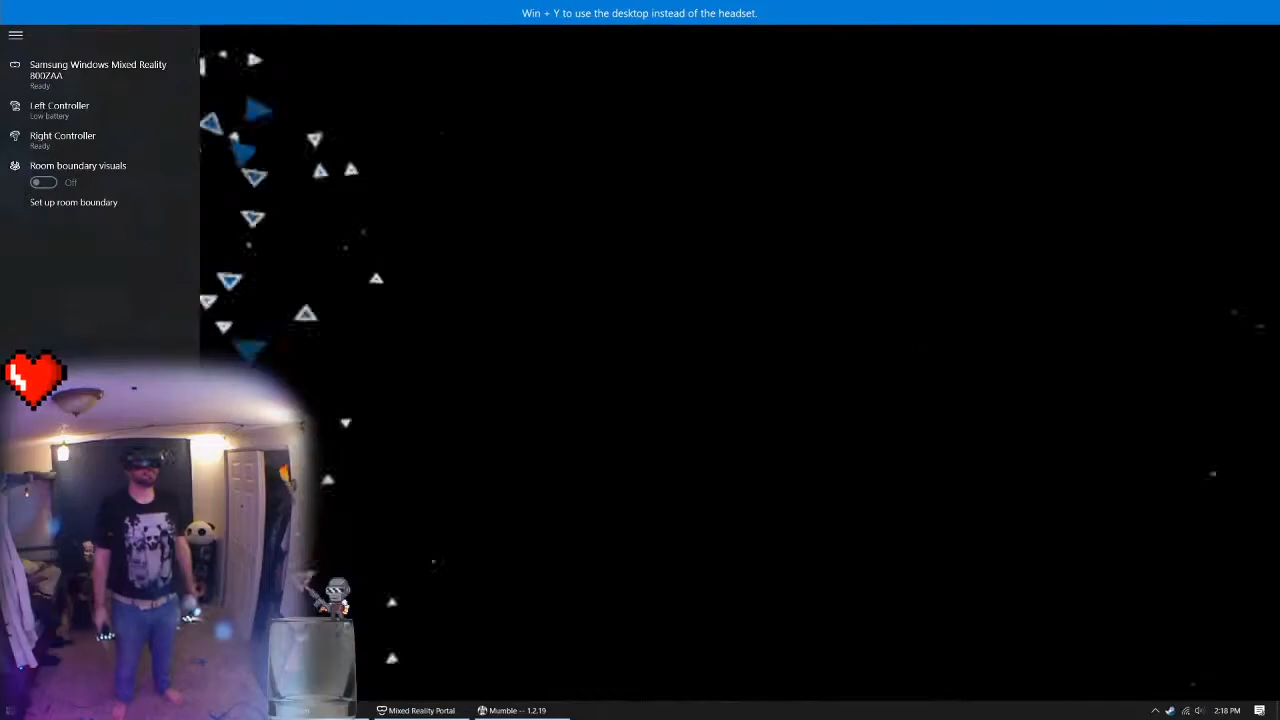 Win + Y to use the desktop instead of the headset.
Samsung Windows Mixed Reality
800ZAA
Ready
Left Controller
Low battery
Right Controller
Ready
Room boundary visuals
Off
Set up room boundary
Mixed Reality Portal
Mumble -- 1.2.19
2:18 PM